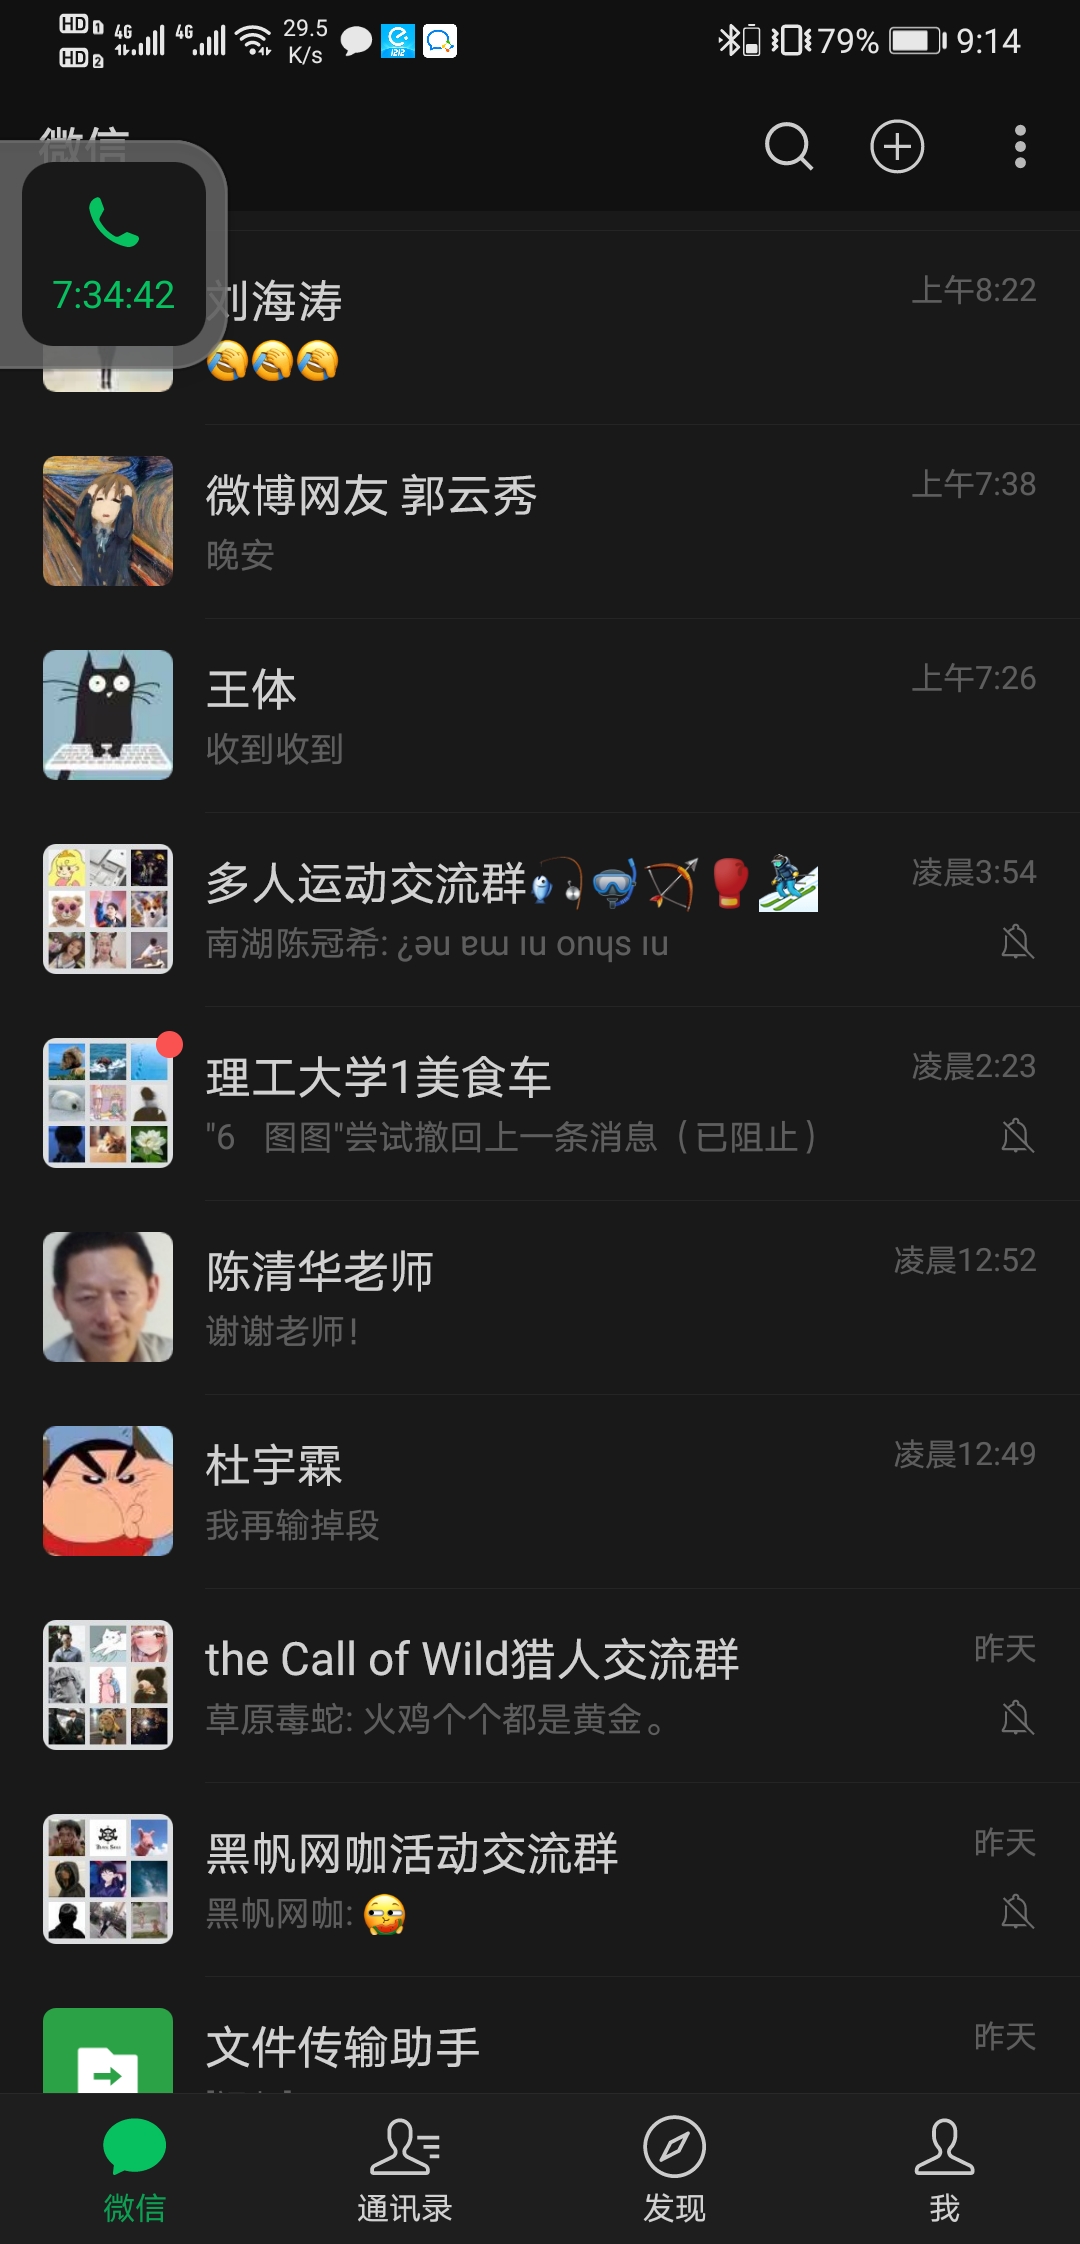 HD 1 4G 4G 29.5 K/s 79% 9:14
HD 2
1212
微信
7:34:42
刘海涛 上午8:22
微博网友 郭云秀 上午7:38
晚安
王体 上午7:26
收到收到
多人运动交流群 凌晨3:54
南湖陈冠希: ¿ǝu ɐɯ ıu onɥs ıu
理工大学1美食车 凌晨2:23
"6 图图"尝试撤回上一条消息（已阻止）
陈清华老师 凌晨12:52
谢谢老师！
杜宇霖 凌晨12:49
我再输掉段
the Call of Wild猎人交流群 昨天
草原毒蛇: 火鸡个个都是黄金。
黑帆网咖活动交流群 昨天
黑帆网咖:
文件传输助手 昨天
微信 通讯录 发现 我